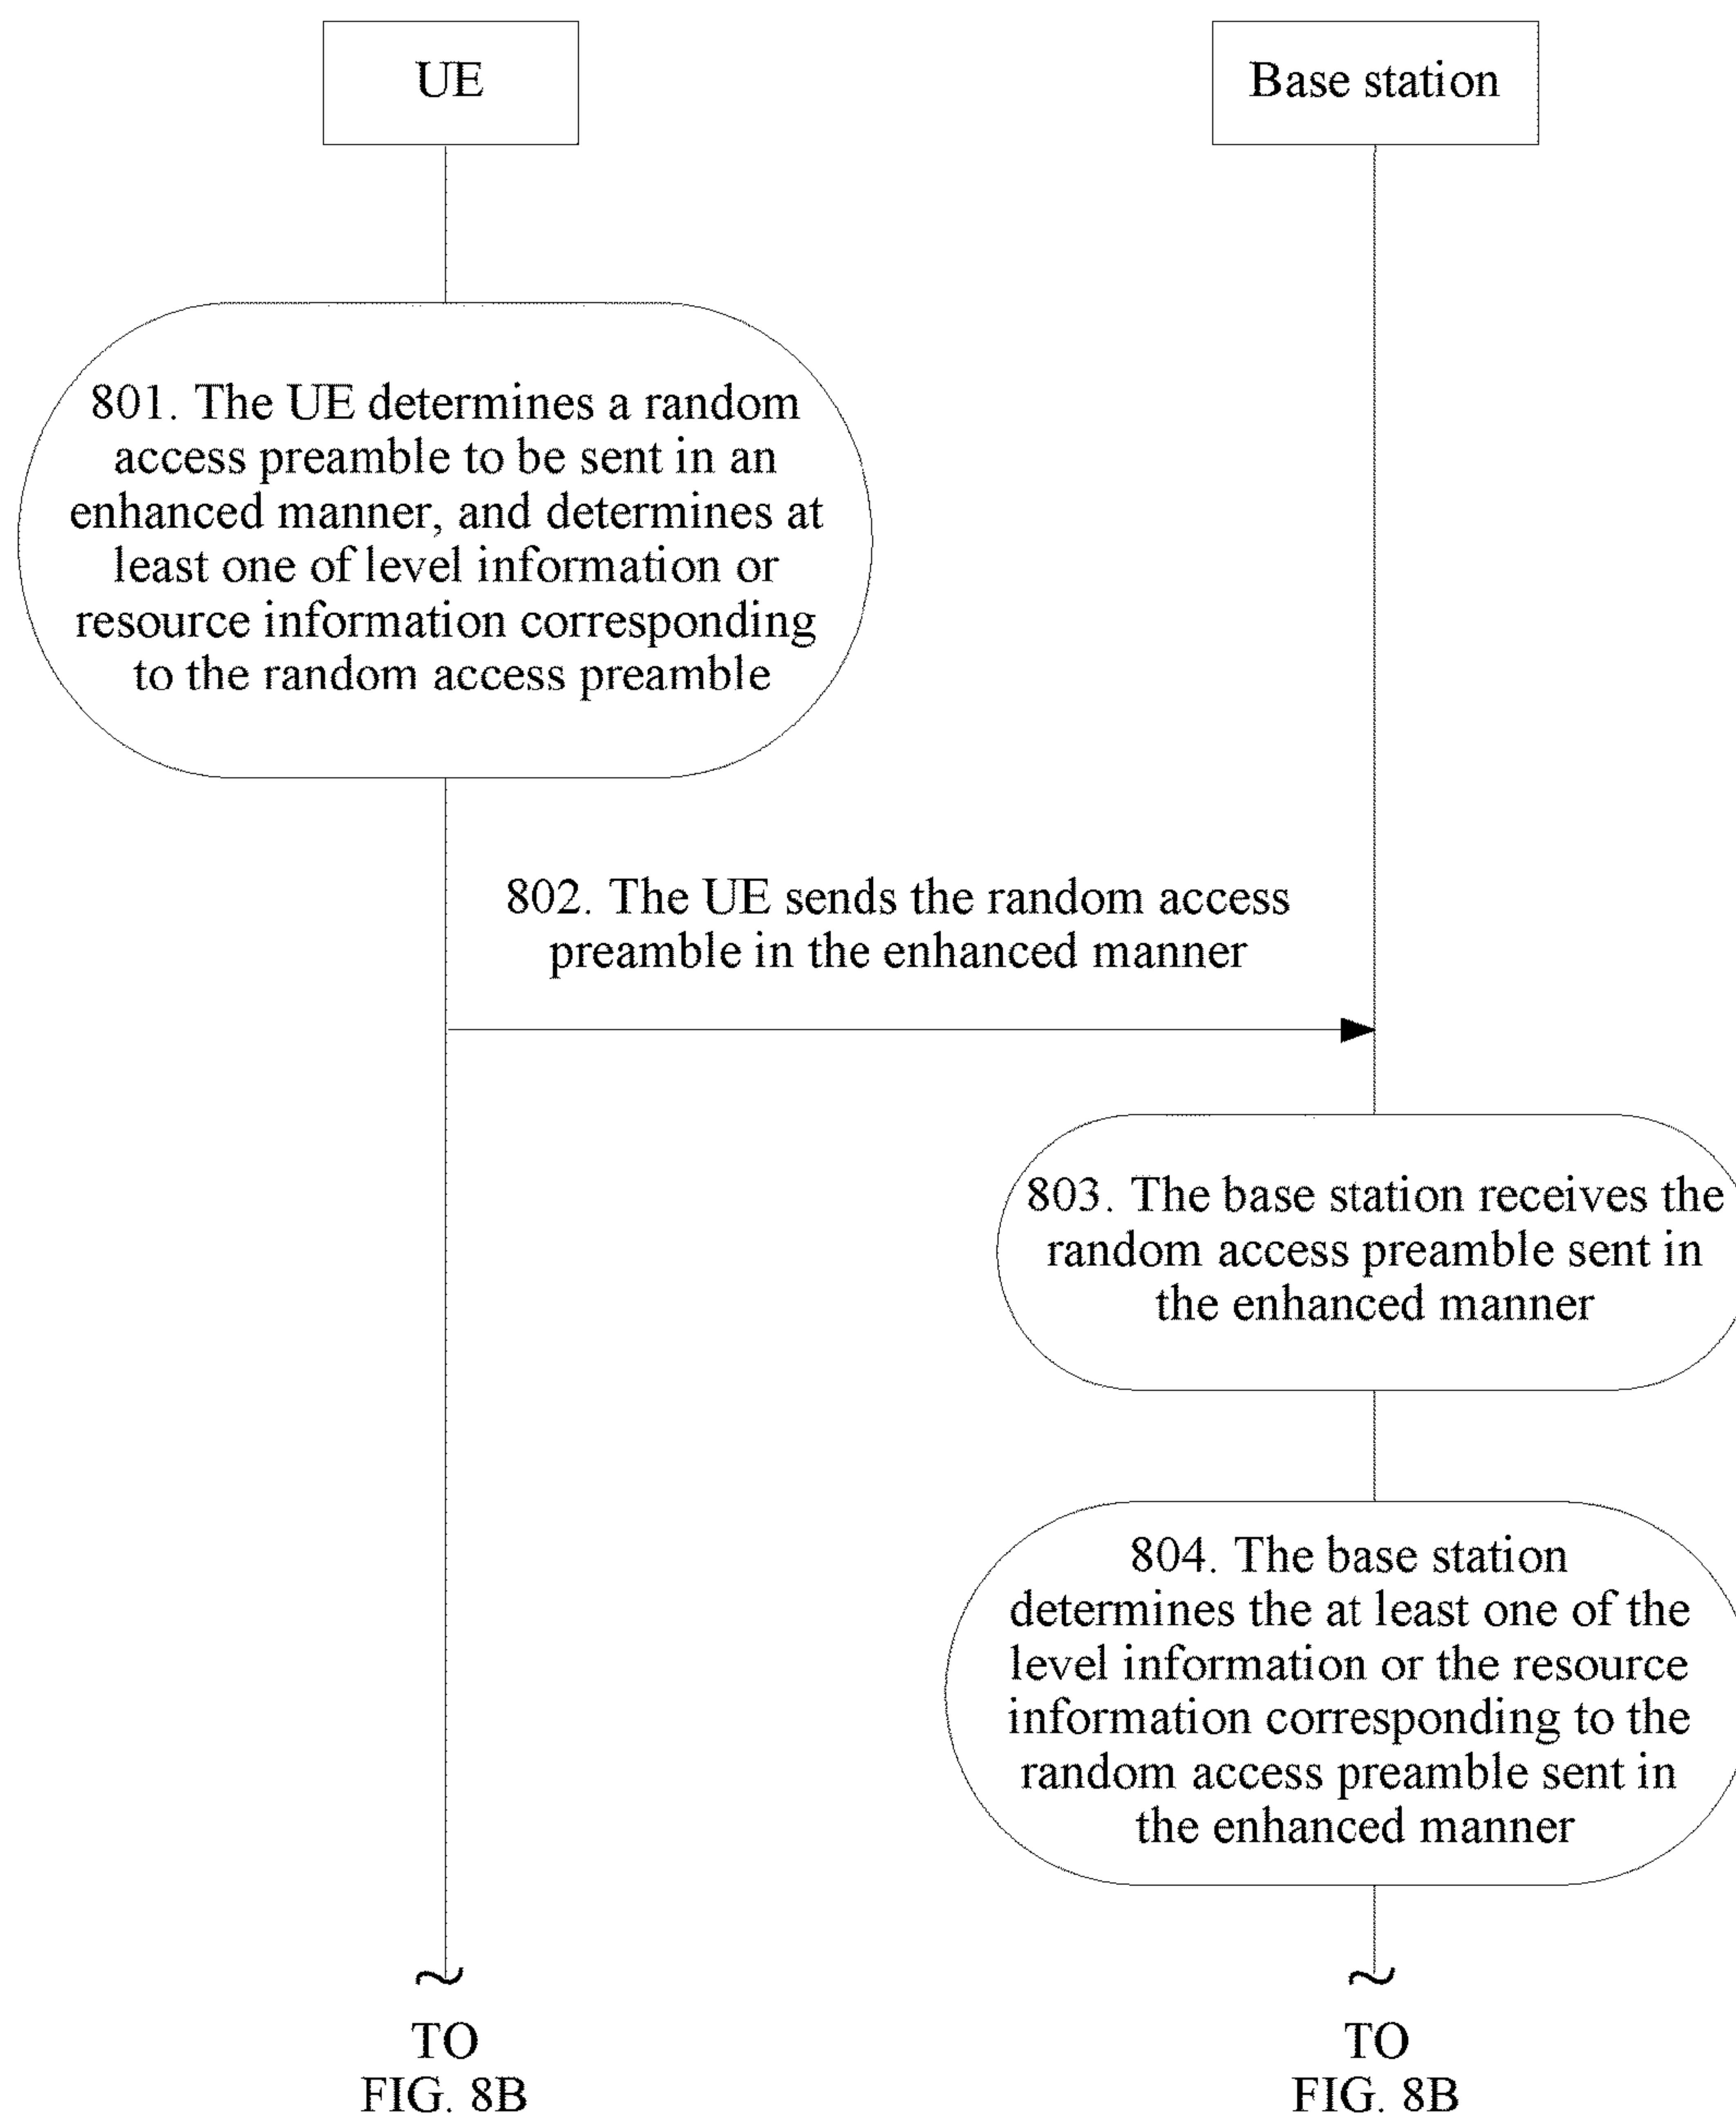 UE
Base station
801. The UE determines a random
access preamble to be sent in an
enhanced manner, and determines at
least one of level information or
resource information corresponding
to the random access preamble
802. The UE sends the random access
preamble in the enhanced manner
803. The base station receives the
random access preamble sent in
the enhanced manner
804. The base station
determines the at least one of the
level information or the resource
information corresponding to the
random access preamble sent in
the enhanced manner
~
TO
FIG. 8B
~
TO
FIG. 8B